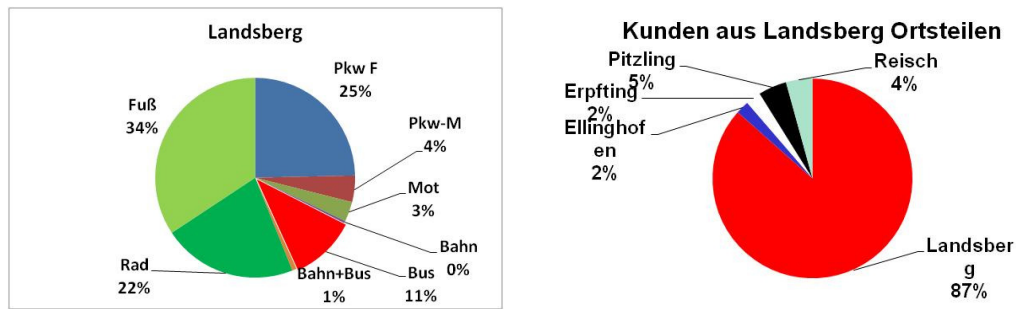 Landsberg
Pkw F
25%
Pkw-M
4%
Mot
3%
Bahn
0%
Bus
11%
Bahn+Bus
1%
Rad
22%
Fuß
34%
Kunden aus Landsberg Ortsteilen
Pitzling
5%
Reisch
4%
Erpfting
2%
Ellinghof
en
2%
Landsber
g
87%